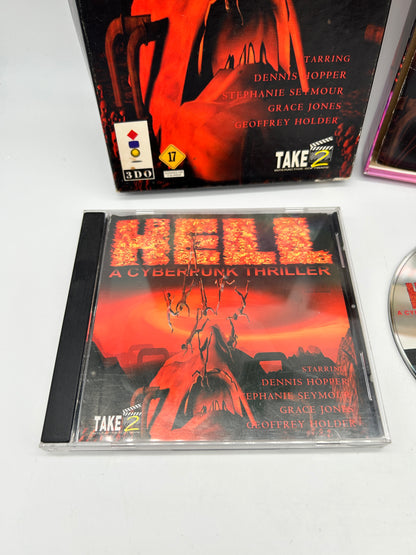 STARRING
DENNIS HOPPER
STEPHANIE SEYMOUR
GRACE JONES
GEOFFREY HOLDER
3DO
17
TAKE 2
HELL
A CYBERPUNK THRILLER
STARRING
DENNIS HOPPER
STEPHANIE SEYMOUR
GRACE JONES
GEOFFREY HOLDER
TAKE 2
A CYBERP